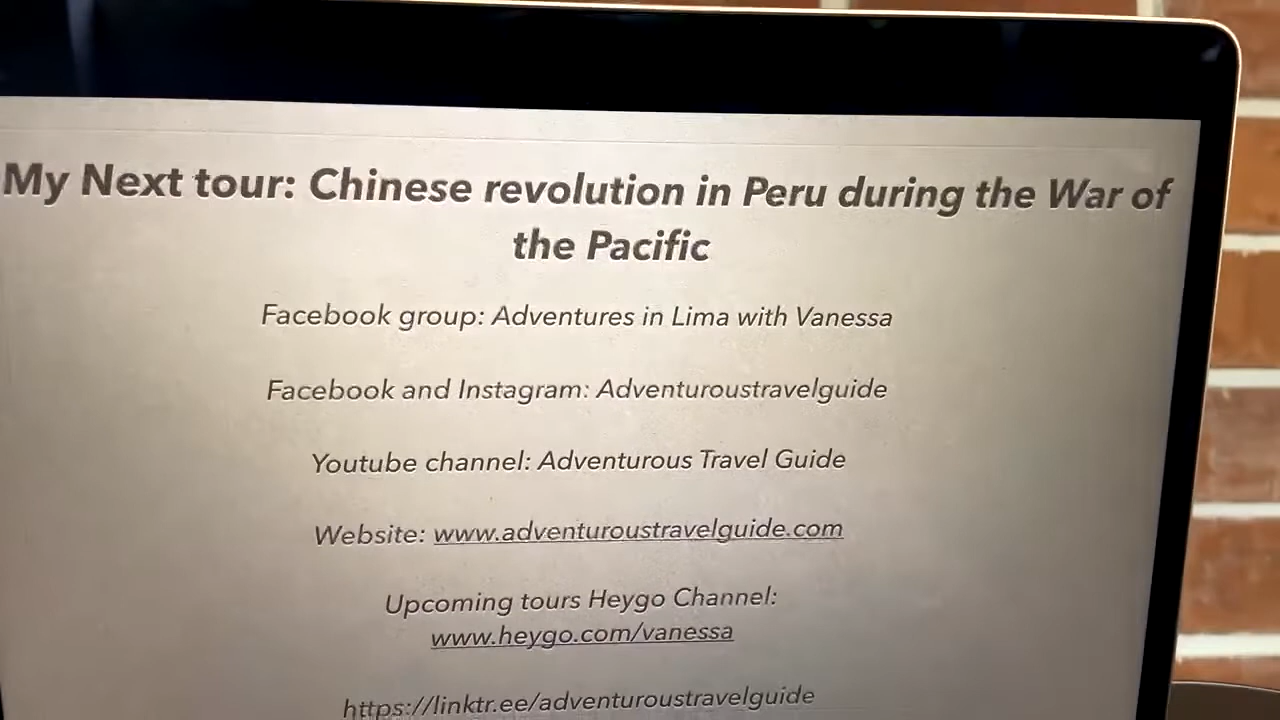 My Next tour: Chinese revolution in Peru during the War of
the Pacific
Facebook group: Adventures in Lima with Vanessa
Facebook and Instagram: Adventuroustravelguide
Youtube channel: Adventurous Travel Guide
Website: www.adventuroustravelguide.com
Upcoming tours Heygo Channel:
www.heygo.com/vanessa
https://linktr.ee/adventuroustravelguide